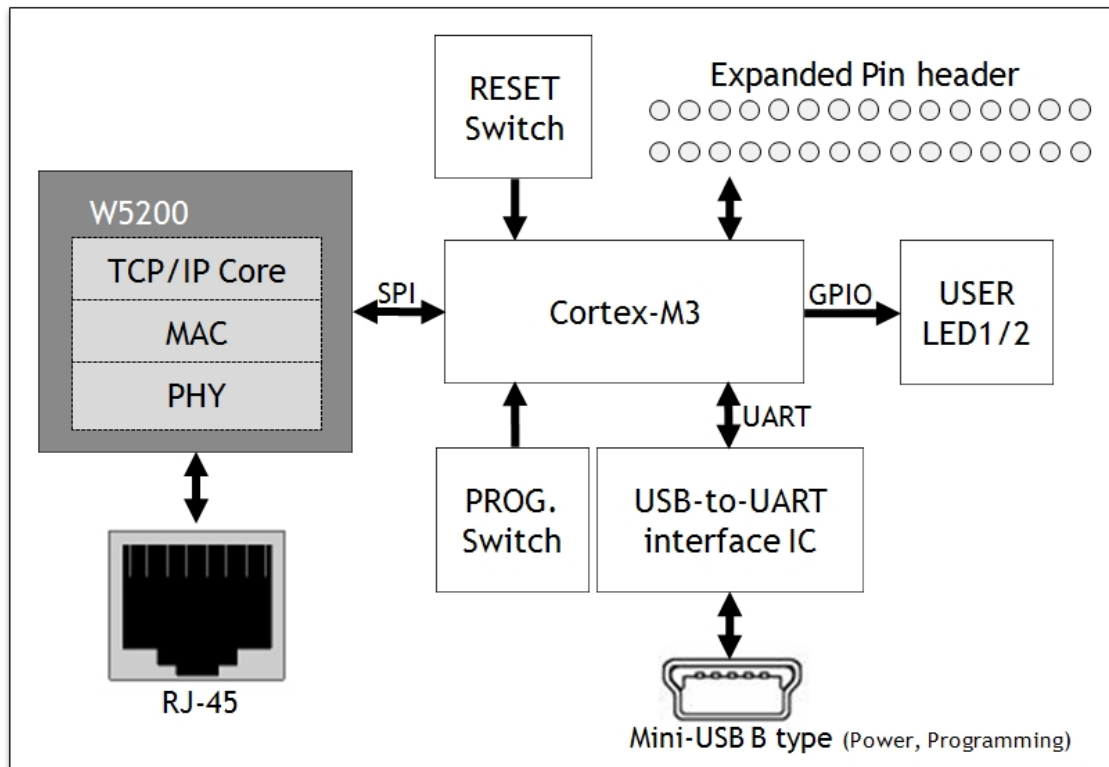 RESET
Switch
Expanded Pin header
W5200
TCP/IP Core
MAC
PHY
SPI
Cortex-M3
GPIO
USER
LED1/2
UART
PROG.
Switch
USB-to-UART
interface IC
RJ-45
Mini-USB B type (Power, Programming)